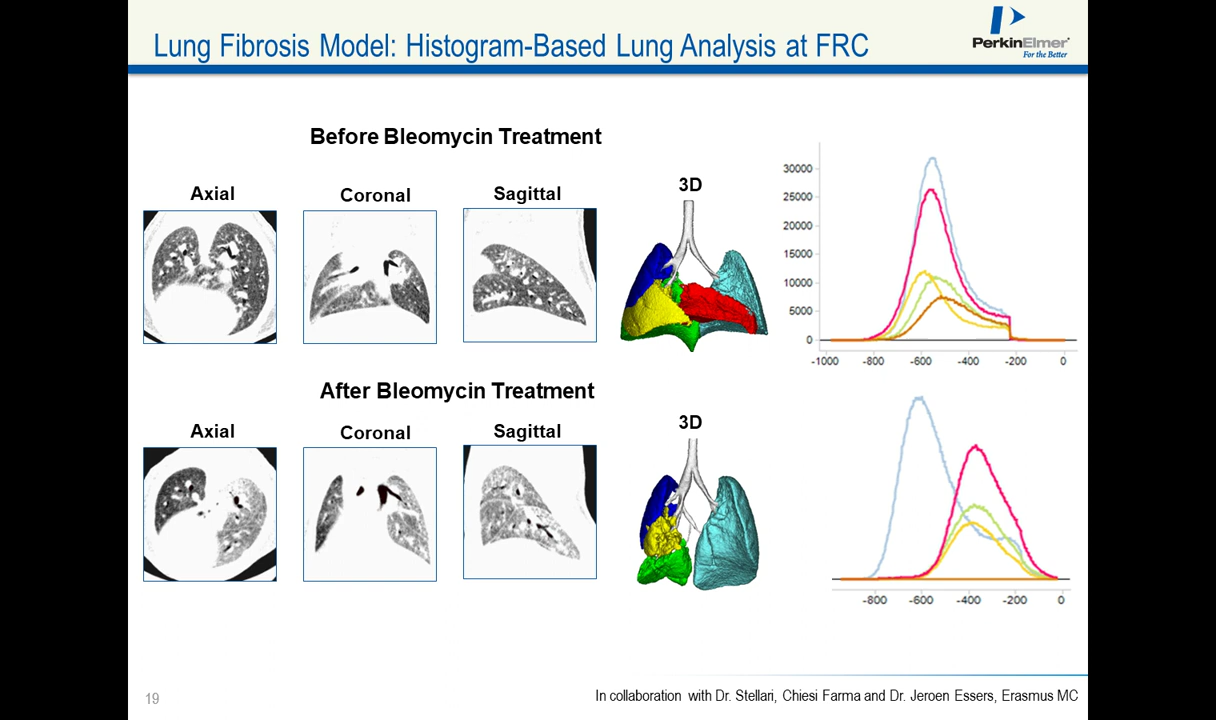 Lung Fibrosis Model: Histogram-Based Lung Analysis at FRC
PerkinElmer
For the Better
Before Bleomycin Treatment
Axial
Coronal
Sagittal
3D
30000
25000
20000
15000
10000
5000
0
-1000 -800 -600 -400 -200 0
After Bleomycin Treatment
Axial
Coronal
Sagittal
3D
-800 -600 -400 -200 0
19
In collaboration with Dr. Stellari, Chiesi Farma and Dr. Jeroen Essers, Erasmus MC